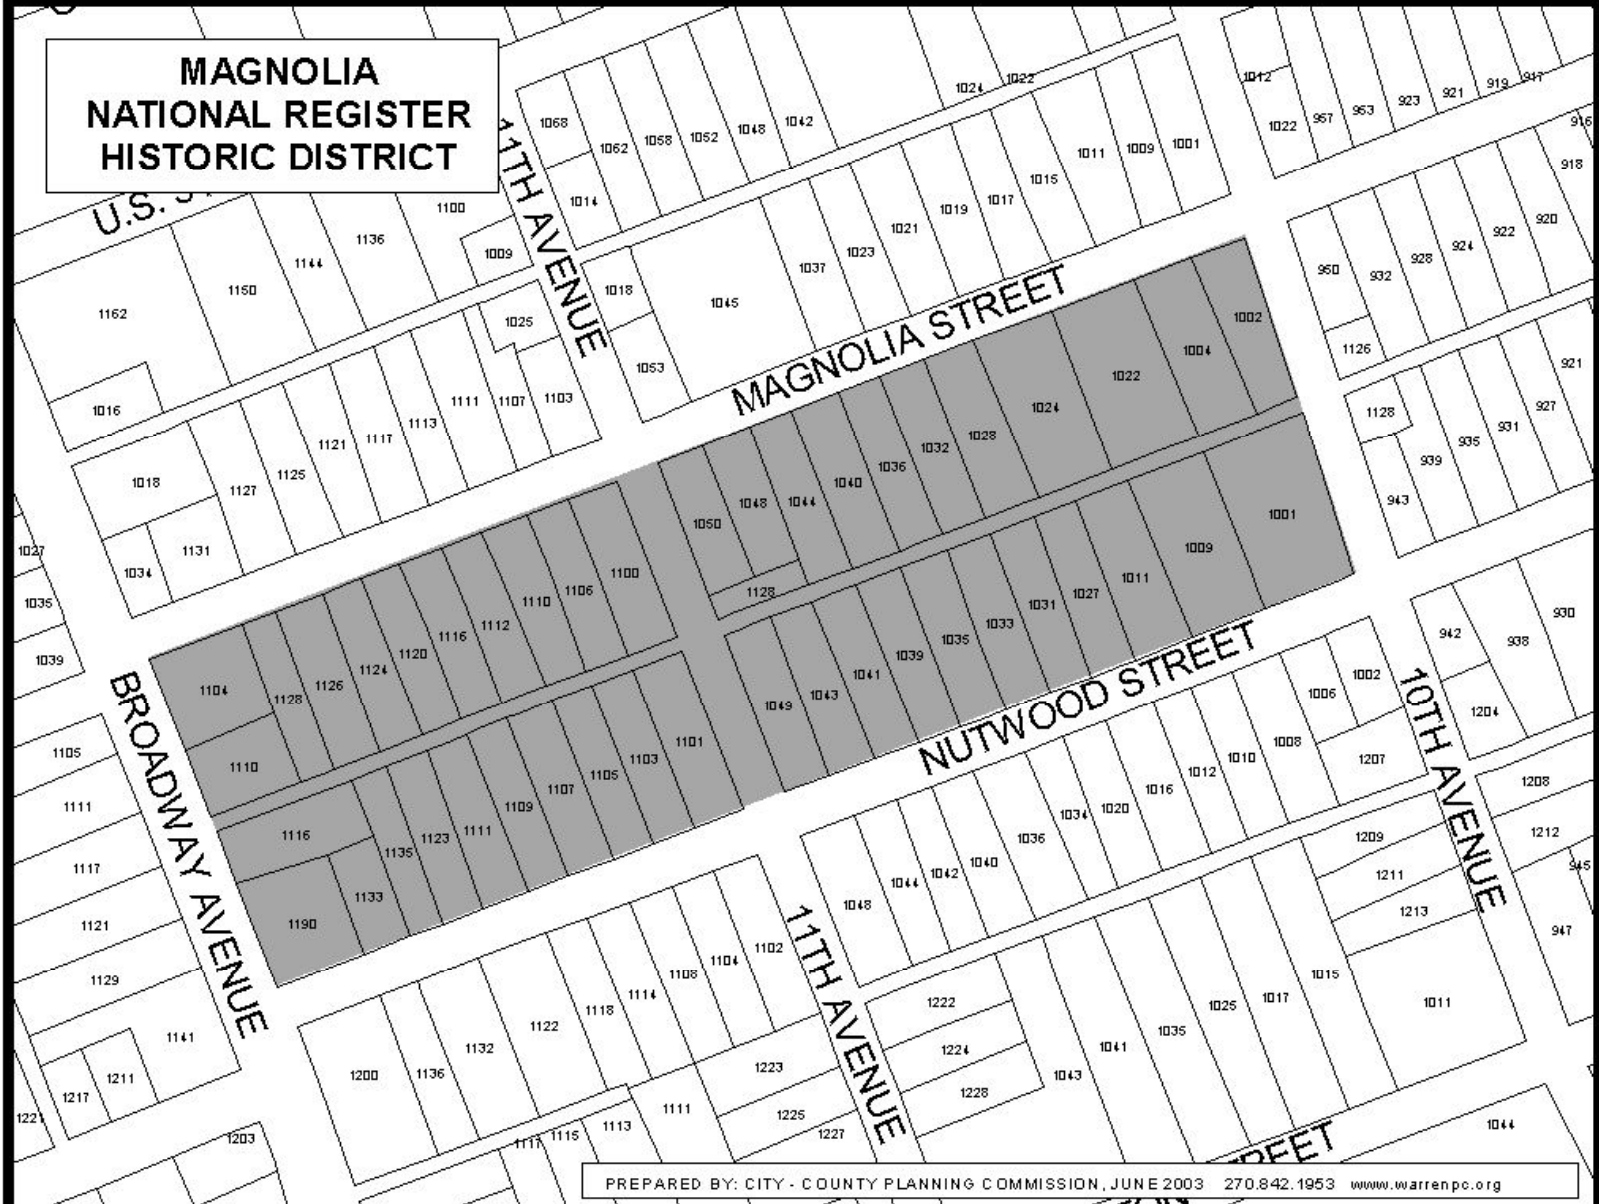 MAGNOLIA
NATIONAL REGISTER
HISTORIC DISTRICT
U.S. 31
11TH AVENUE
MAGNOLIA STREET
NUTWOOD STREET
BROADWAY AVENUE
10TH AVENUE
11TH AVENUE
1068 1062 1058 1052 1048 1042 1024 1022
1014
1012 1022 957 953 923 921 919 917
916 918
1100 1009
1162 1150 1144 1136
1016
1018 1045 1037 1023 1021 1019 1017 1015 1011 1009 1001
1053
950 932 928 924 922 920
1126
1025
1018 1127 1125 1121 1117 1113 1111 1107 1103
1034 1131
1027
1035
1039
1128 943 939 935 931 927 921
1050 1048 1044 1040 1036 1032 1028 1024 1022 1004 1002
1128
1104 1128 1126 1124 1120 1116 1112 1110 1106 1100
1110
1049 1043 1041 1039 1035 1033 1031 1027 1011 1009 1001
1116
1190 1133 1135 1123 1111 1109 1107 1105 1103 1101
942 938 930
1204
1105
1111
1117
1121
1129
1141
1217 1211
1221
1203
1048 1044 1042 1040 1036 1034 1020 1016 1012 1010 1008 1006 1002
1207
1208
1212
945
947
1209
1211
1213
1200 1136 1132 1122 1118 1114 1108 1104 1102
1222
1224
1228
1043 1041 1035 1025 1017 1015 1011
1223
1225
1227
1117 1115 1113 1111
1044
PREPARED BY: CITY - COUNTY PLANNING COMMISSION, JUNE 2003 270.842.1953 www.warrenpc.org